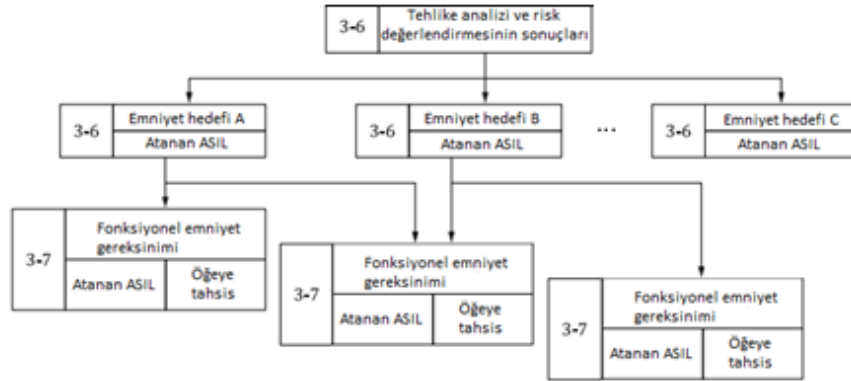 3-6
Tehlike analizi ve risk
değerlendirmesinin sonuçları
3-6
Emniyet hedefi A
Atanan ASIL
3-6
Emniyet hedefi B
Atanan ASIL
...
3-6
Emniyet hedefi C
Atanan ASIL
3-7
Fonksiyonel emniyet
gereksinimi
Atanan ASIL
Öğeye
tahsis
3-7
Fonksiyonel emniyet
gereksinimi
Atanan ASIL
Öğeye
tahsis
3-7
Fonksiyonel emniyet
gereksinimi
Atanan ASIL
Öğeye
tahsis